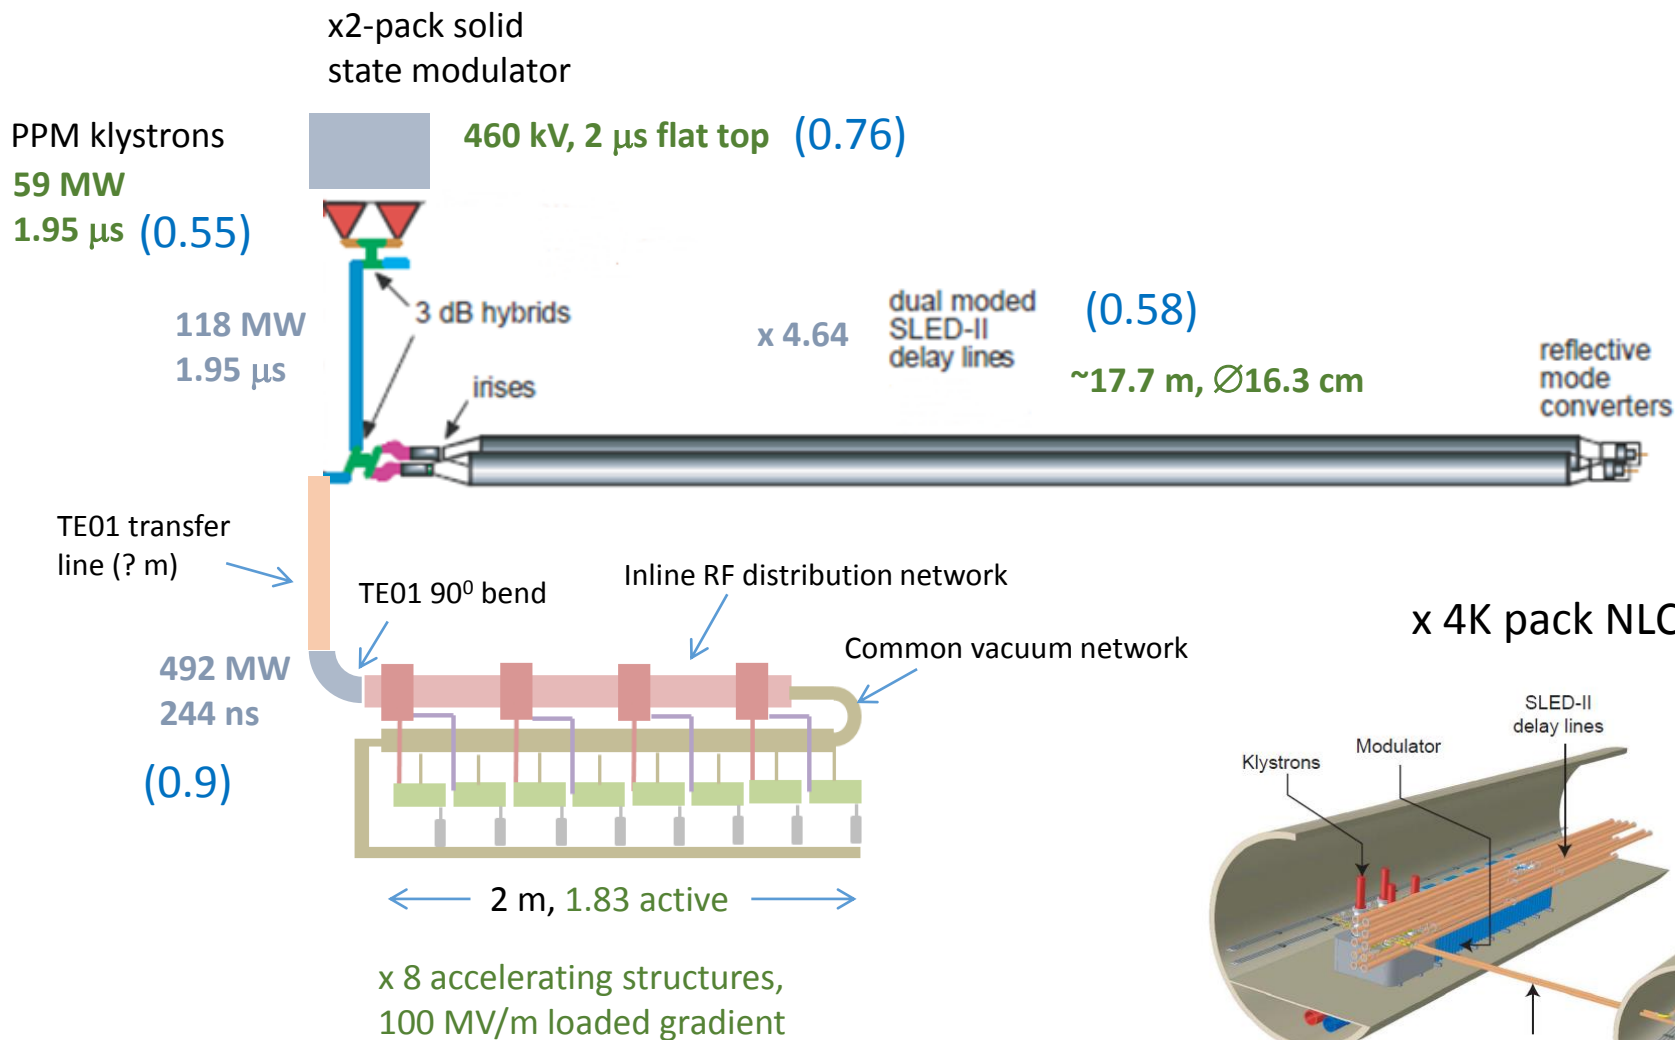 x2-pack solid
state modulator
PPM klystrons
59 MW
1.95 μs (0.55)
460 kV, 2 μs flat top (0.76)
118 MW
1.95 μs
3 dB hybrids
irises
x 4.64
dual moded
SLED-II
delay lines
(0.58)
~17.7 m, ∅16.3 cm
reflective
mode
converters
TE01 transfer
line (? m)
TE01 90⁰ bend
Inline RF distribution network
Common vacuum network
x 4K pack NLC
492 MW
244 ns
(0.9)
2 m, 1.83 active
x 8 accelerating structures,
100 MV/m loaded gradient
SLED-II
delay lines
Modulator
Klystrons